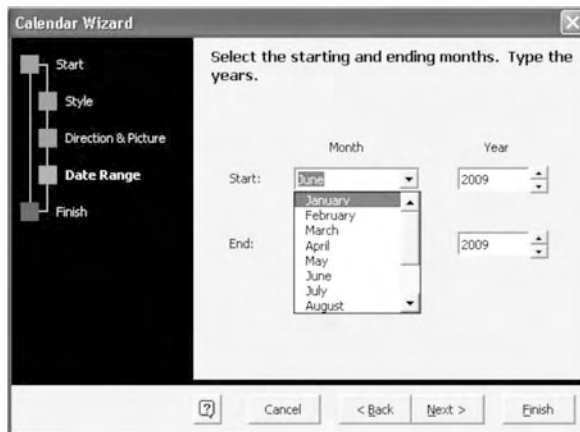 Calendar Wizard
Start
Style
Direction & Picture
Date Range
Finish
Select the starting and ending months. Type the
years.
Month Year
Start: June 2009
January
February
March
April
May
June
July
August
End: 2009
Cancel < Back Next > Finish